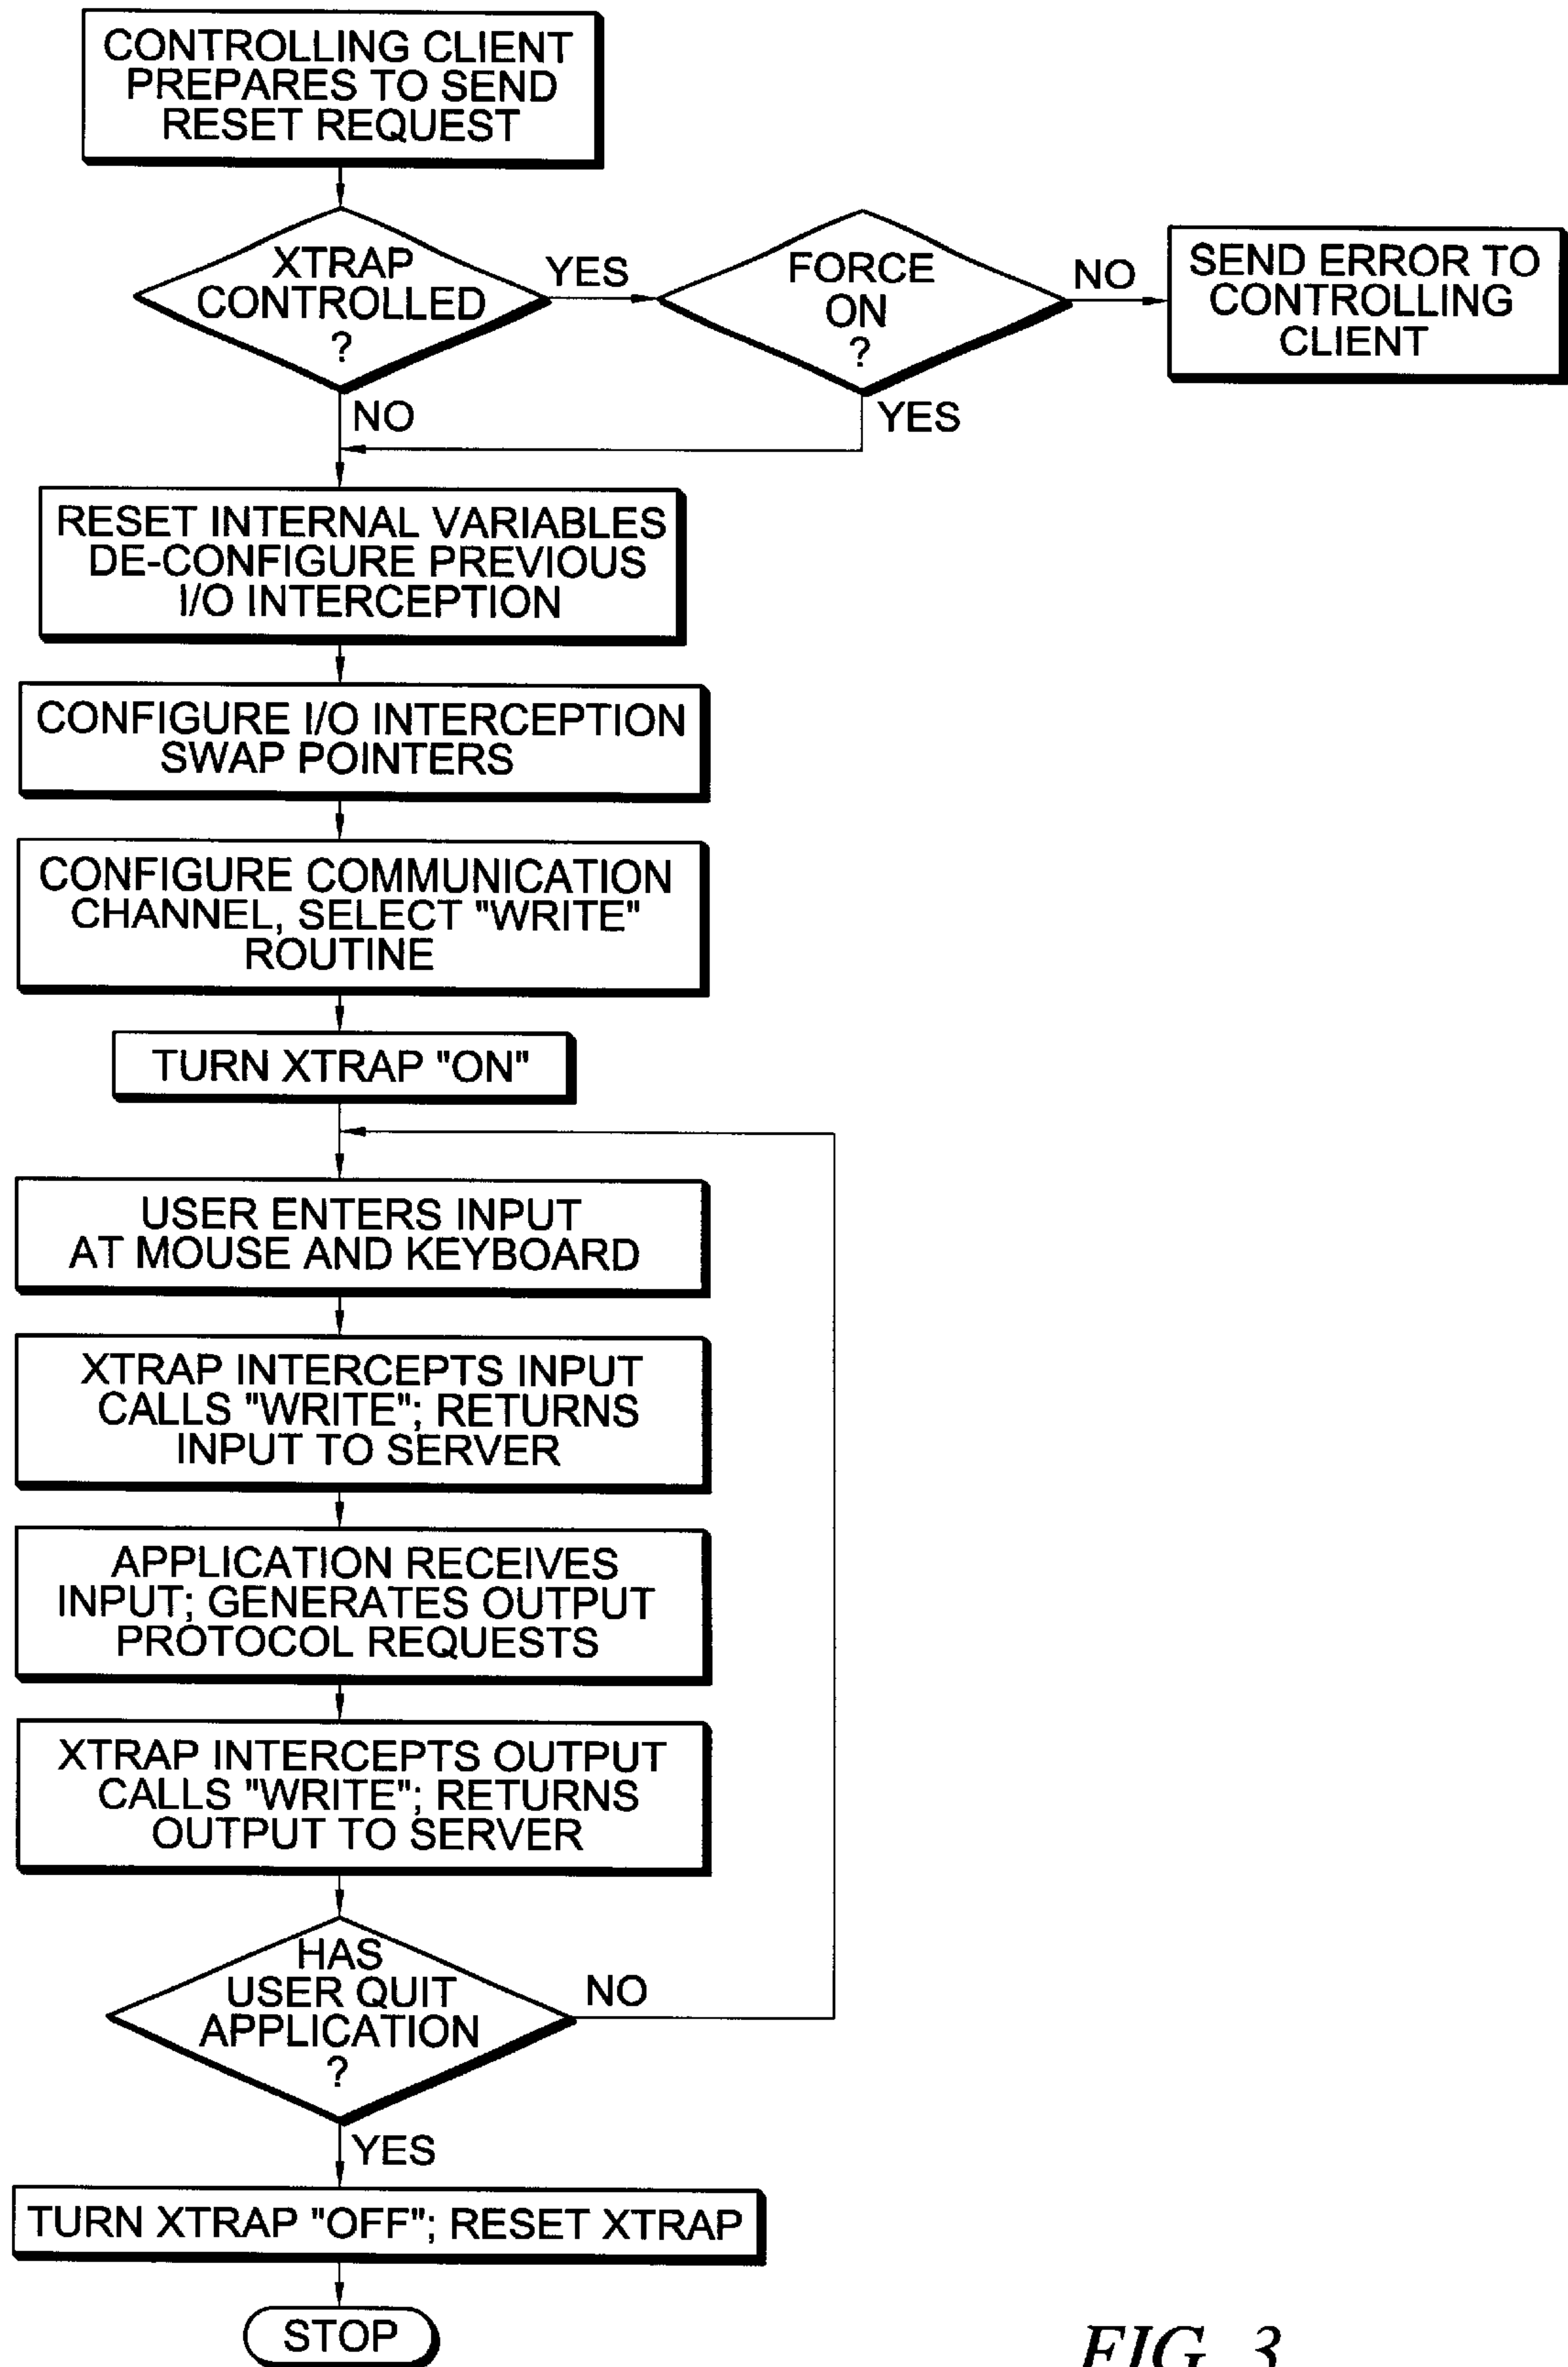 CONTROLLING CLIENT
PREPARES TO SEND
RESET REQUEST
XTRAP
CONTROLLED
?
YES
FORCE
ON
?
NO
SEND ERROR TO
CONTROLLING
CLIENT
NO
YES
RESET INTERNAL VARIABLES
DE-CONFIGURE PREVIOUS
I/O INTERCEPTION
CONFIGURE I/O INTERCEPTION
SWAP POINTERS
CONFIGURE COMMUNICATION
CHANNEL, SELECT "WRITE"
ROUTINE
TURN XTRAP "ON"
USER ENTERS INPUT
AT MOUSE AND KEYBOARD
XTRAP INTERCEPTS INPUT
CALLS "WRITE"; RETURNS
INPUT TO SERVER
APPLICATION RECEIVES
INPUT; GENERATES OUTPUT
PROTOCOL REQUESTS
XTRAP INTERCEPTS OUTPUT
CALLS "WRITE"; RETURNS
OUTPUT TO SERVER
HAS
USER QUIT
APPLICATION
?
NO
YES
TURN XTRAP "OFF"; RESET XTRAP
STOP
FIG. 3